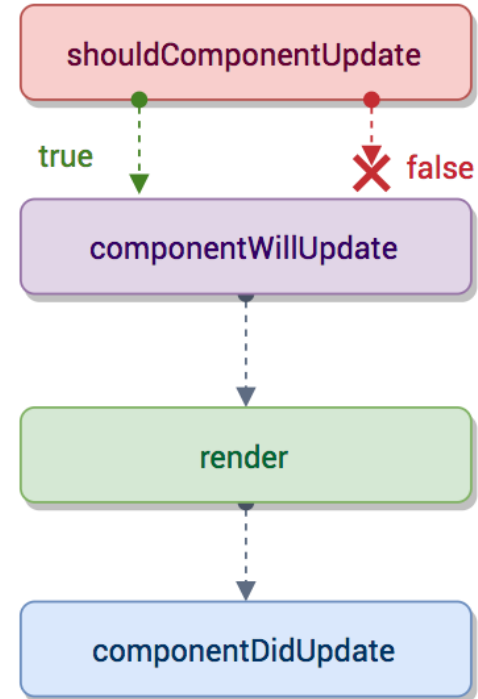 shouldComponentUpdate
true
false
componentWillUpdate
render
componentDidUpdate